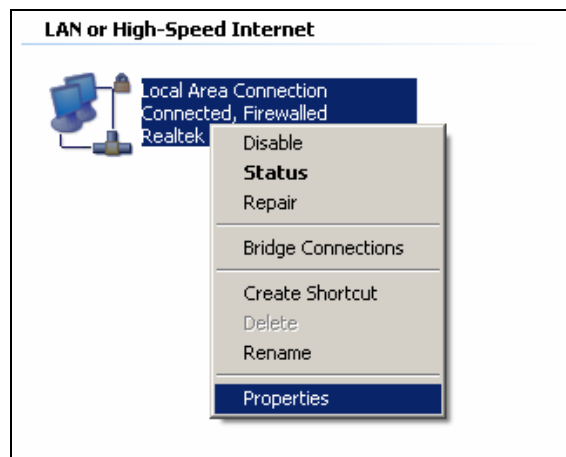 LAN or High-Speed Internet
Local Area Connection
Connected, Firewalled
Realtek
Disable
Status
Repair
Bridge Connections
Create Shortcut
Delete
Rename
Properties